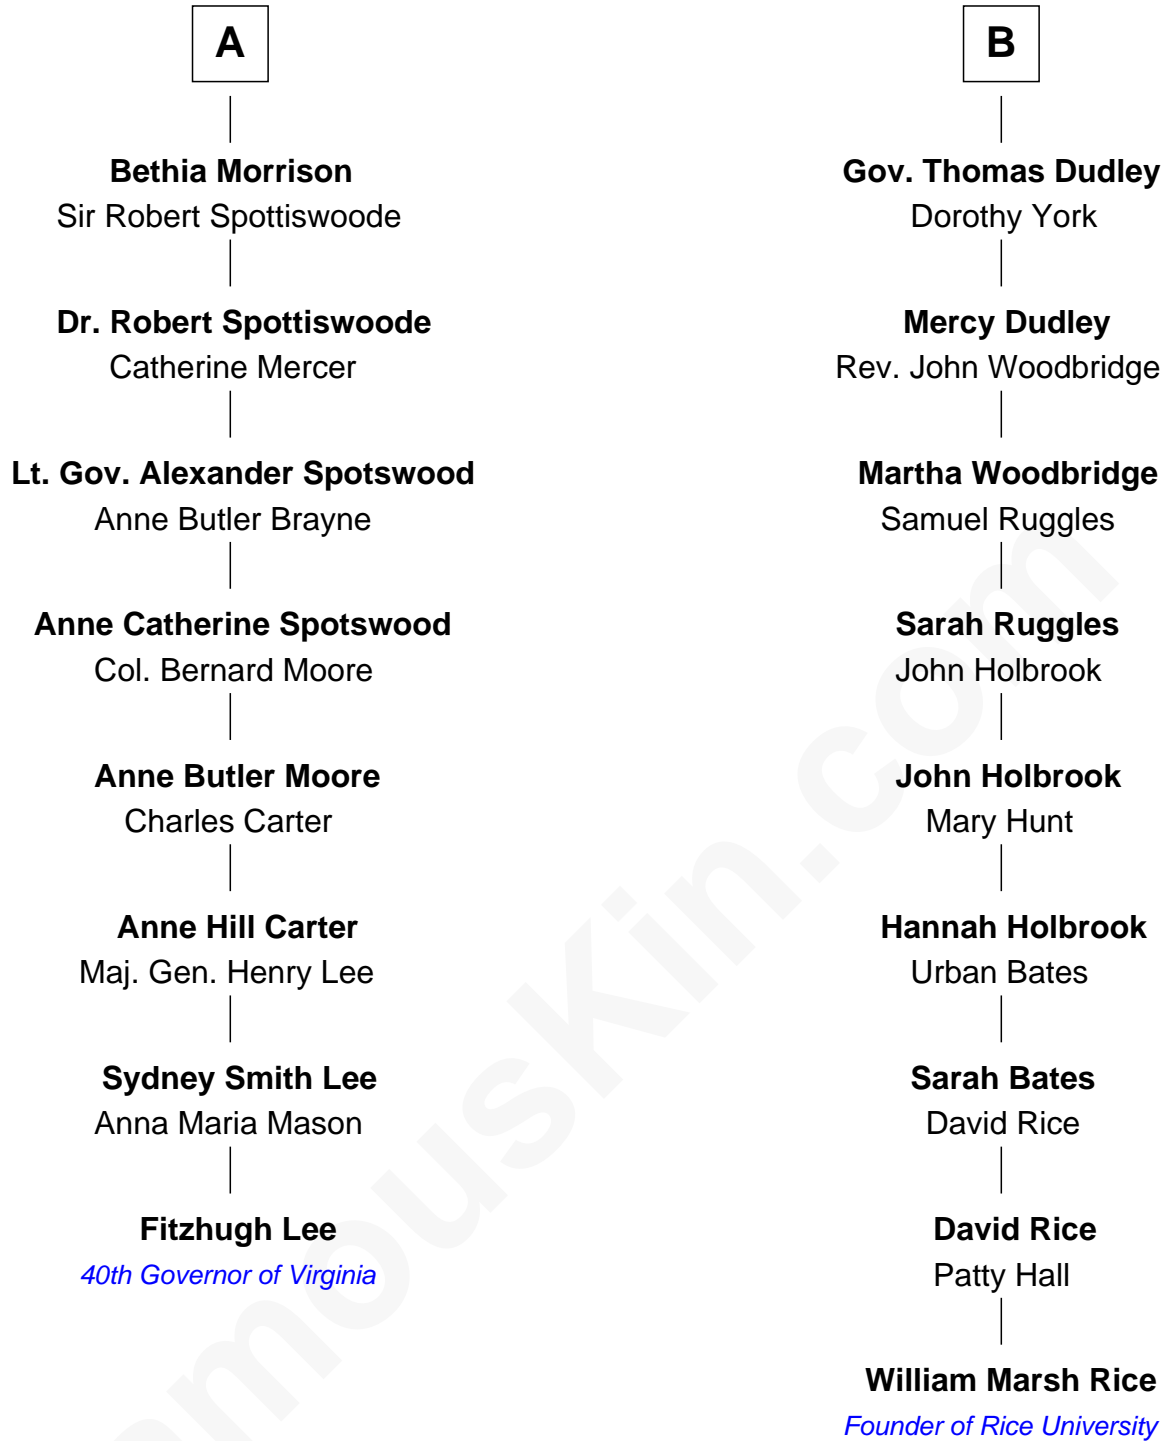 A
Bethia Morrison
Sir Robert Spottiswoode
Dr. Robert Spottiswoode
Catherine Mercer
Lt. Gov. Alexander Spotswood
Anne Butler Brayne
Anne Catherine Spotswood
Col. Bernard Moore
Anne Butler Moore
Charles Carter
Anne Hill Carter
Maj. Gen. Henry Lee
Sydney Smith Lee
Anna Maria Mason
Fitzhugh Lee
40th Governor of Virginia
B
Gov. Thomas Dudley
Dorothy York
Mercy Dudley
Rev. John Woodbridge
Martha Woodbridge
Samuel Ruggles
Sarah Ruggles
John Holbrook
John Holbrook
Mary Hunt
Hannah Holbrook
Urban Bates
Sarah Bates
David Rice
David Rice
Patty Hall
William Marsh Rice
Founder of Rice University
amouskin.com